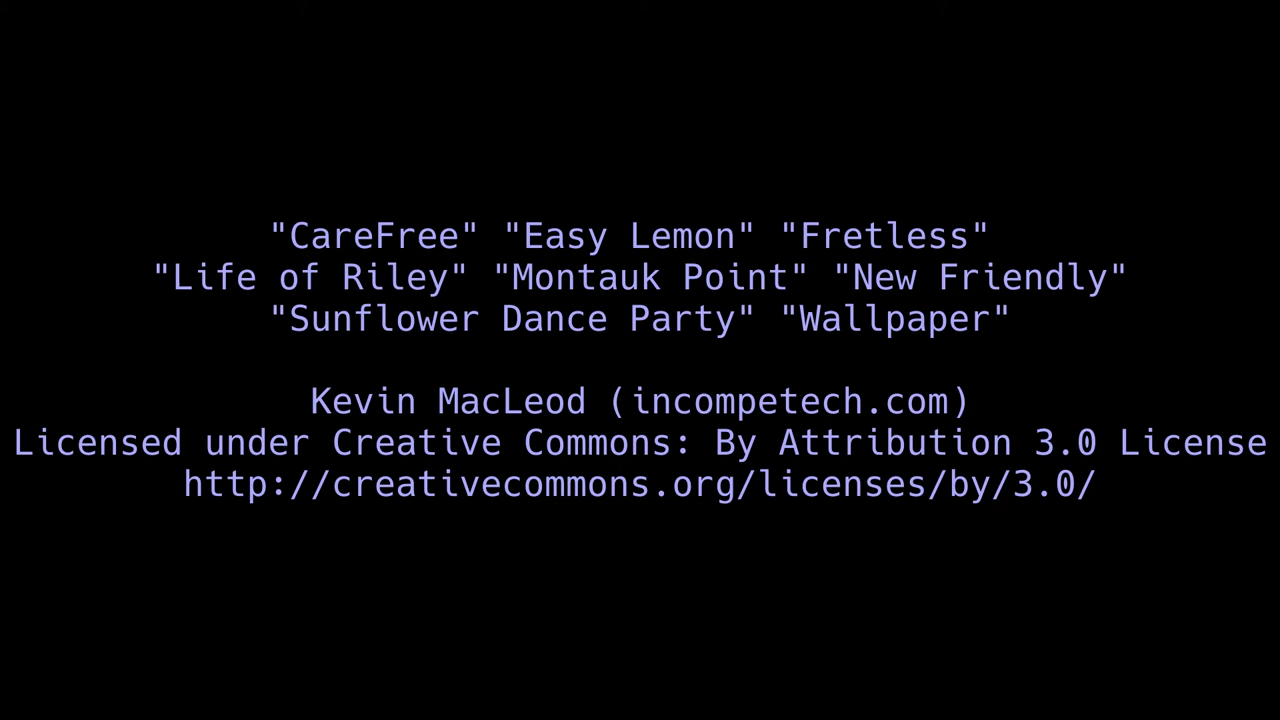 "CareFree" "Easy Lemon" "Fretless"
"Life of Riley" "Montauk Point" "New Friendly"
"Sunflower Dance Party" "Wallpaper"
Kevin MacLeod (incompetech.com)
Licensed under Creative Commons: By Attribution 3.0 License
http://creativecommons.org/licenses/by/3.0/